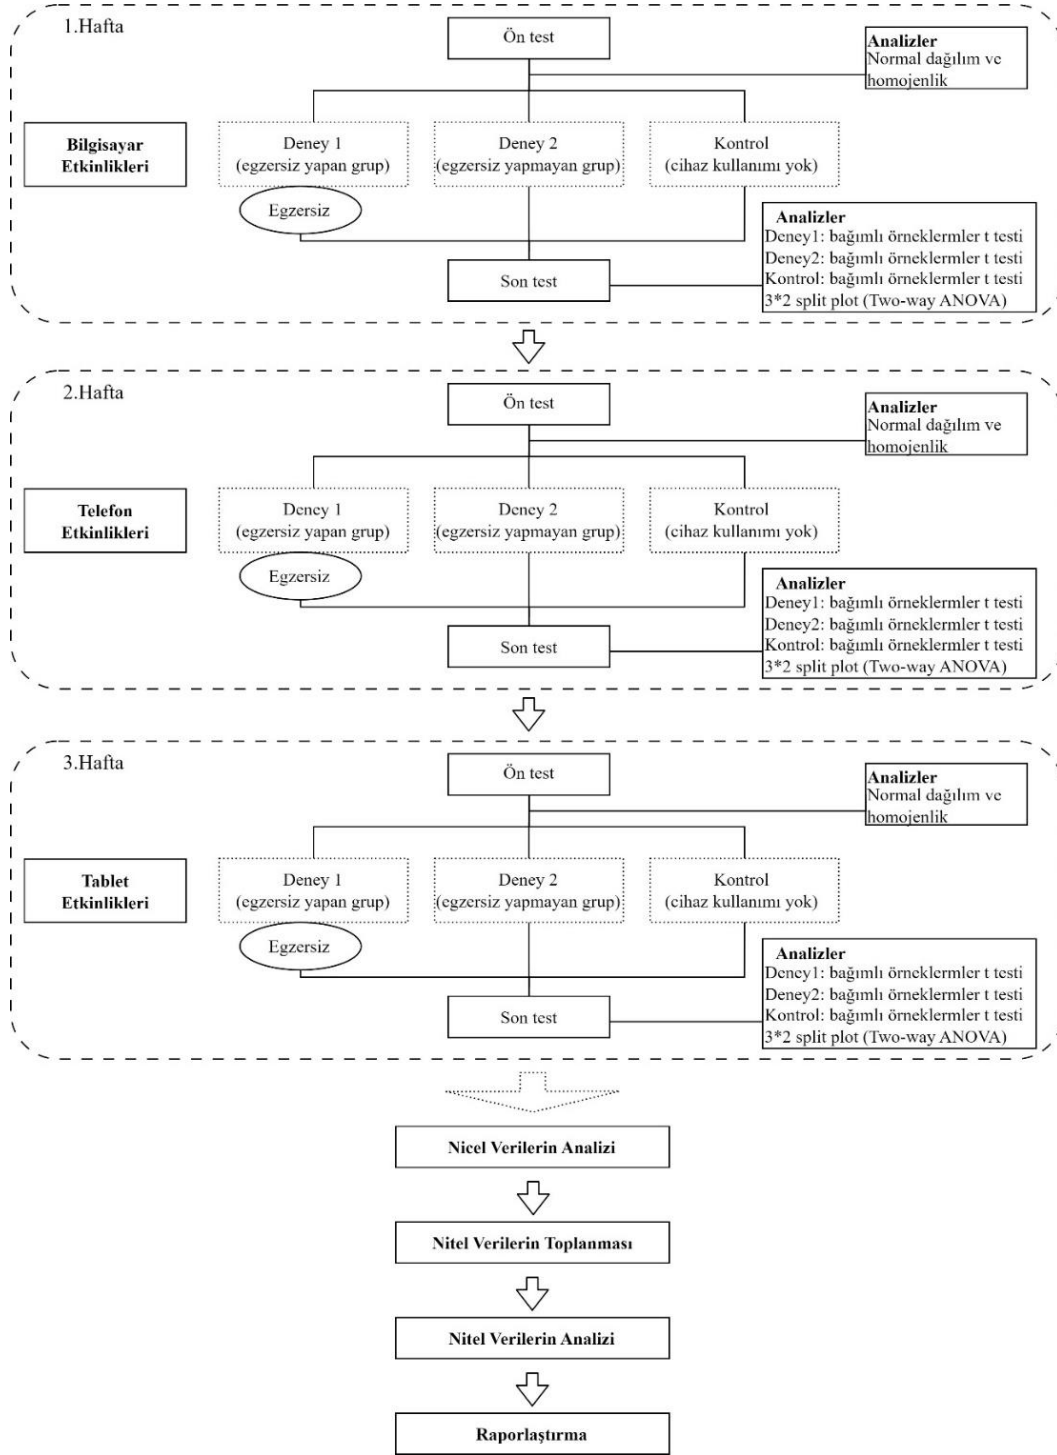 1.Hafta
Ön test
Analizler
Normal dağılım ve
homojenlik
Bilgisayar
Etkinlikleri
Deney 1
(egzersiz yapan grup)
Deney 2
(egzersiz yapmayan grup)
Kontrol
(cihaz kullanımı yok)
Egzersiz
Analizler
Deney1: bağımlı örneklermler t testi
Deney2: bağımlı örneklermler t testi
Kontrol: bağımlı örneklermler t testi
3*2 split plot (Two-way ANOVA)
Son test
2.Hafta
Ön test
Analizler
Normal dağılım ve
homojenlik
Telefon
Etkinlikleri
Deney 1
(egzersiz yapan grup)
Deney 2
(egzersiz yapmayan grup)
Kontrol
(cihaz kullanımı yok)
Egzersiz
Analizler
Deney1: bağımlı örneklermler t testi
Deney2: bağımlı örneklermler t testi
Kontrol: bağımlı örneklermler t testi
3*2 split plot (Two-way ANOVA)
Son test
3.Hafta
Ön test
Analizler
Normal dağılım ve
homojenlik
Tablet
Etkinlikleri
Deney 1
(egzersiz yapan grup)
Deney 2
(egzersiz yapmayan grup)
Kontrol
(cihaz kullanımı yok)
Egzersiz
Analizler
Deney1: bağımlı örneklermler t testi
Deney2: bağımlı örneklermler t testi
Kontrol: bağımlı örneklermler t testi
3*2 split plot (Two-way ANOVA)
Son test
Nicel Verilerin Analizi
Nitel Verilerin Toplanması
Nitel Verilerin Analizi
Raporlaştırma